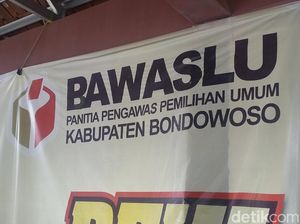 BAWASLU
PANITIA PENGAWAS PEMILIHAN UMUM
KABUPATEN BONDOWOSO
detikcom